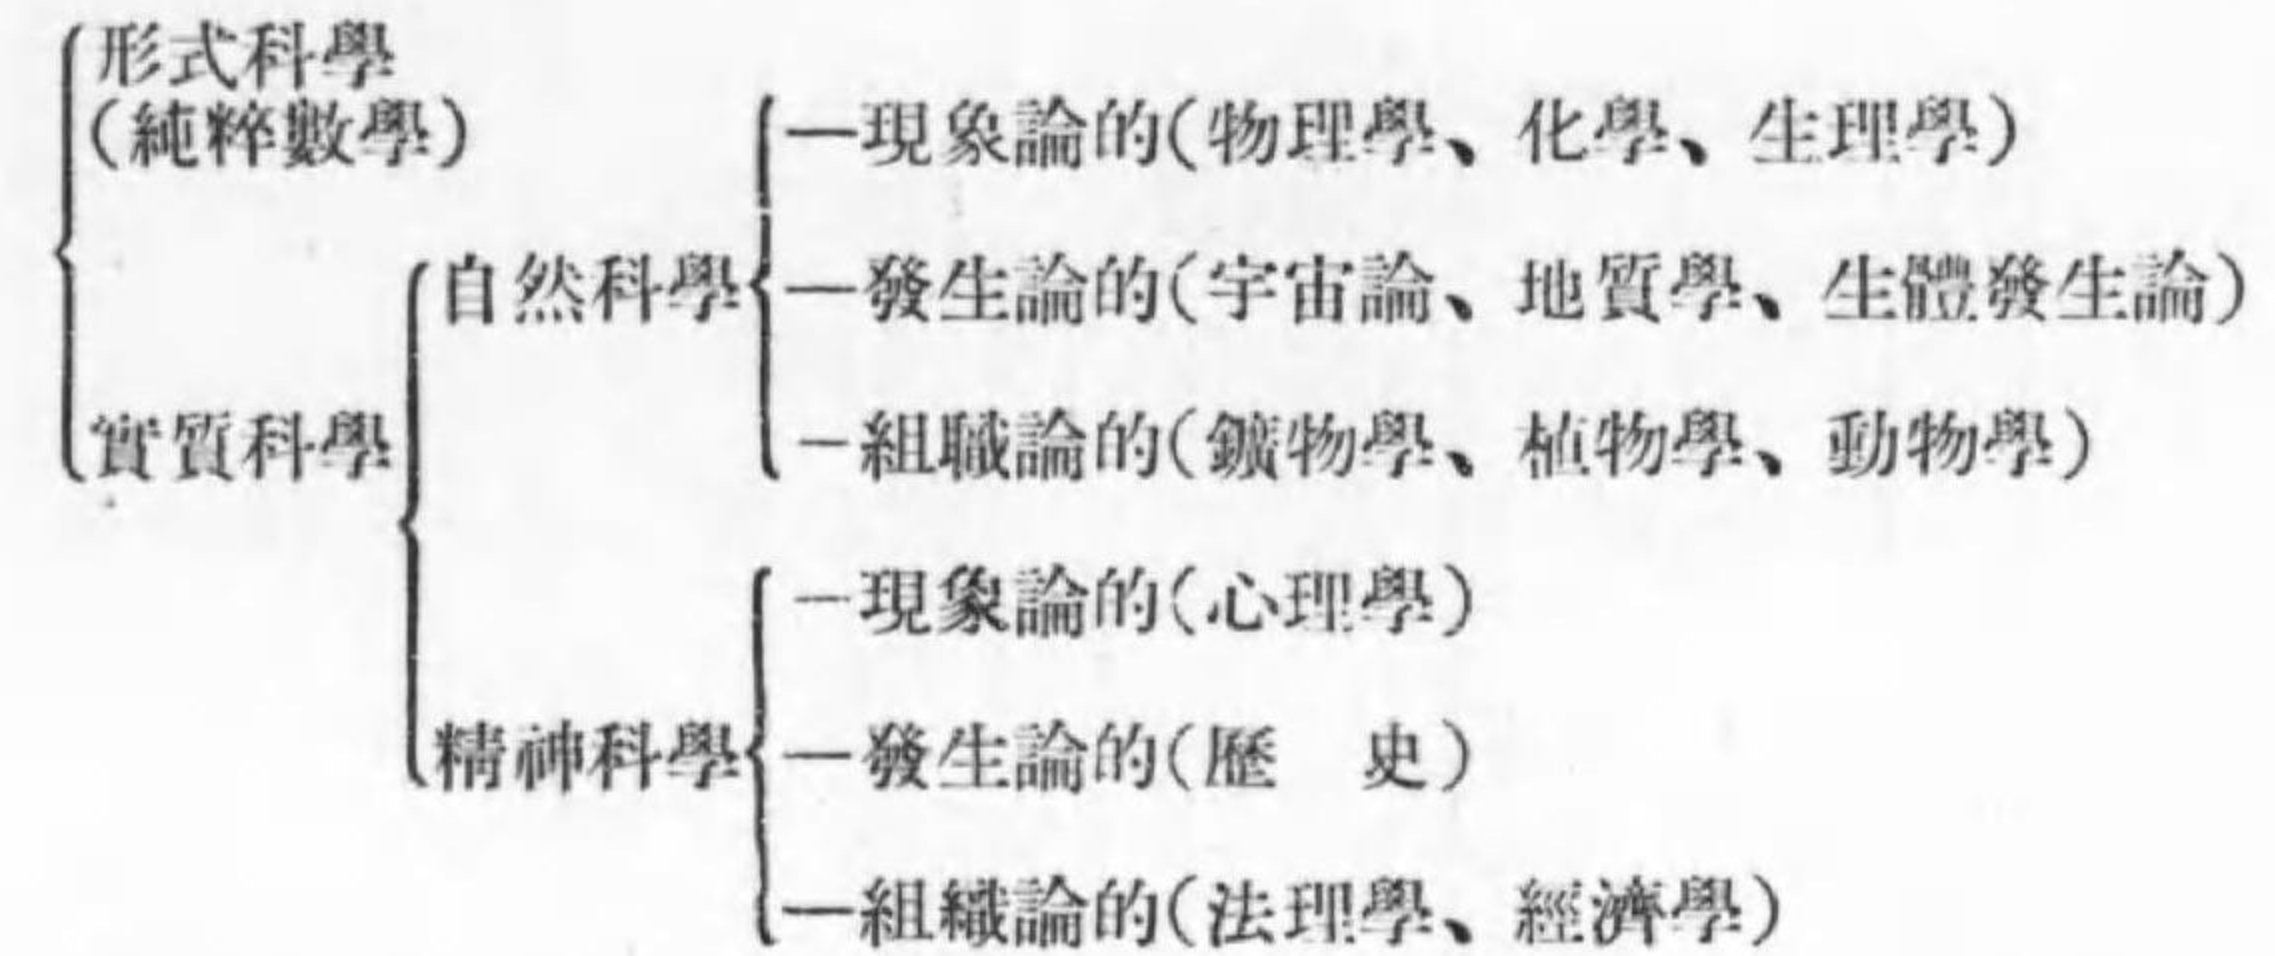 形式科學
(純粹數學)
一現象論的(物理學、化學、生理學)
自然科學
一發生論的(宇宙論、地質學、生體發生論)
實質科學
一組職論的(鑛物學、植物學、動物學)
一現象論的(心理學)
精神科學
一發生論的(歷　史)
一組織論的(法理學、經濟學)